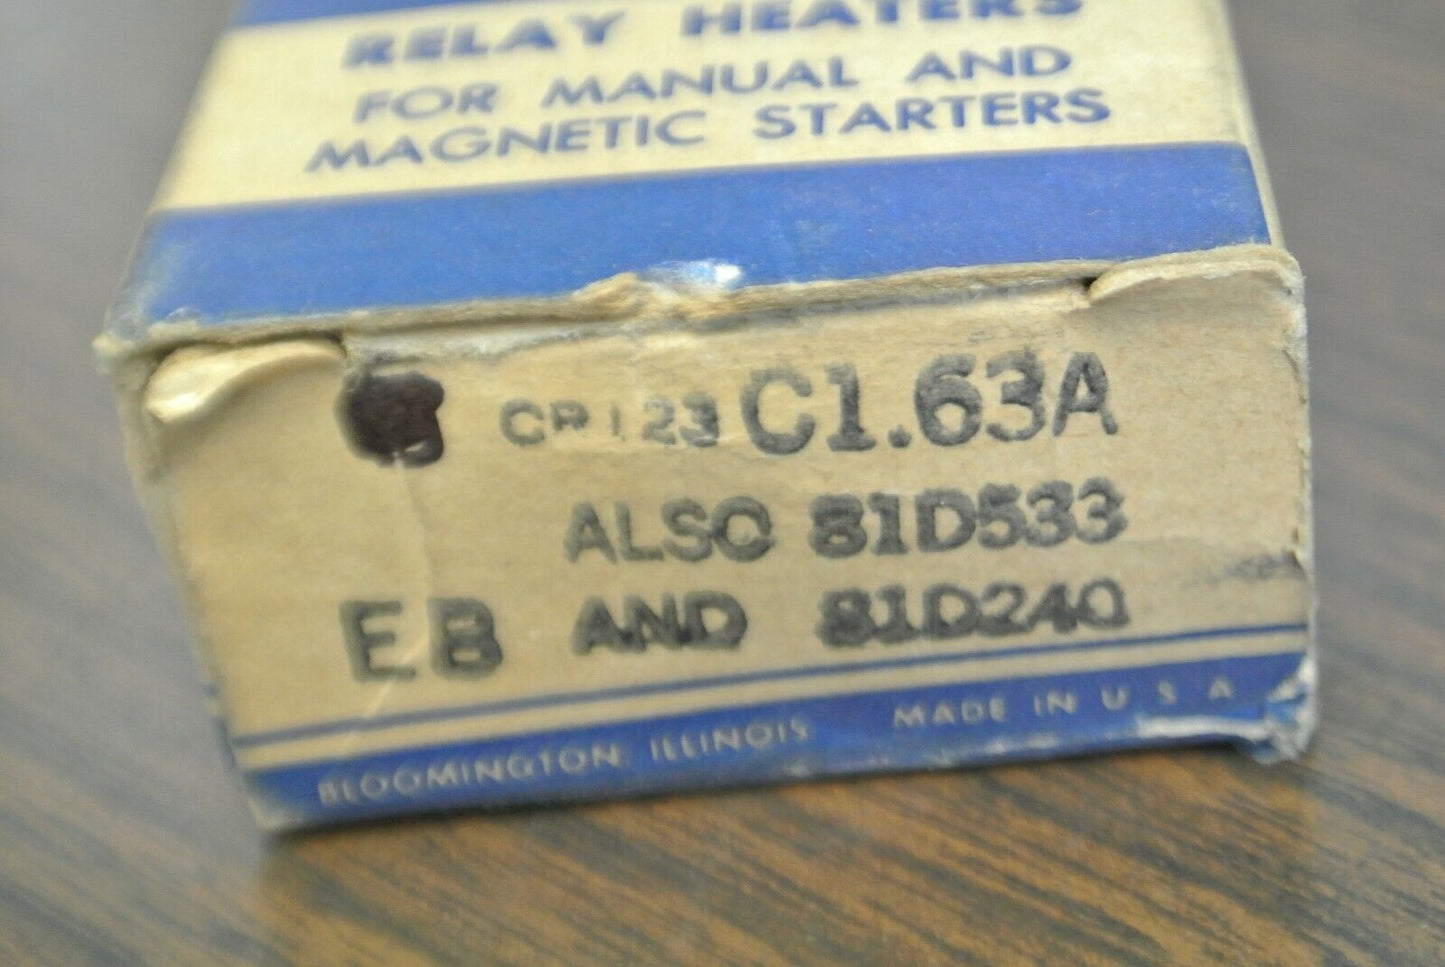 RELAY HEATERS
FOR MANUAL AND
MAGNETIC STARTERS
CR123 C1.63A
ALSO 81D533
EB AND 81D240
BLOOMINGTON ILLINOIS MADE IN U S A